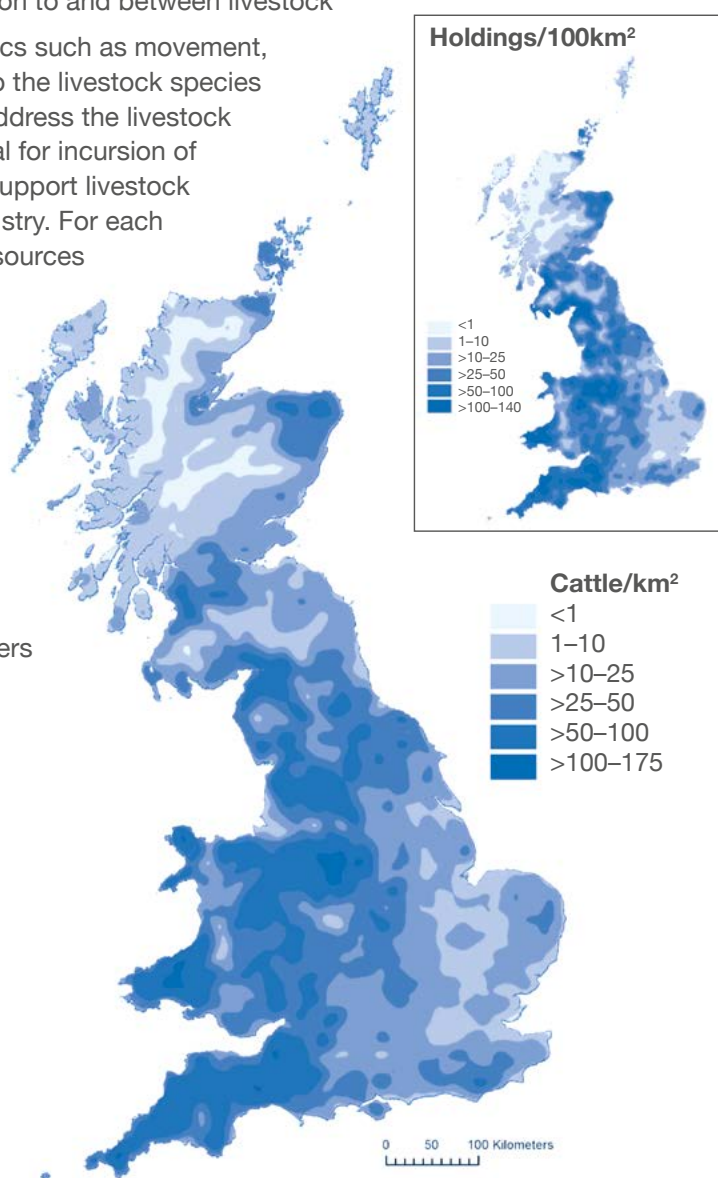 on to and between livestock
cs such as movement,
o the livestock species
ddress the livestock
al for incursion of
support livestock
stry. For each
sources
ers
Holdings/100km²
<1
1–10
>10–25
>25–50
>50–100
>100–140
Cattle/km²
<1
1–10
>10–25
>25–50
>50–100
>100–175
0 50 100 Kilometers